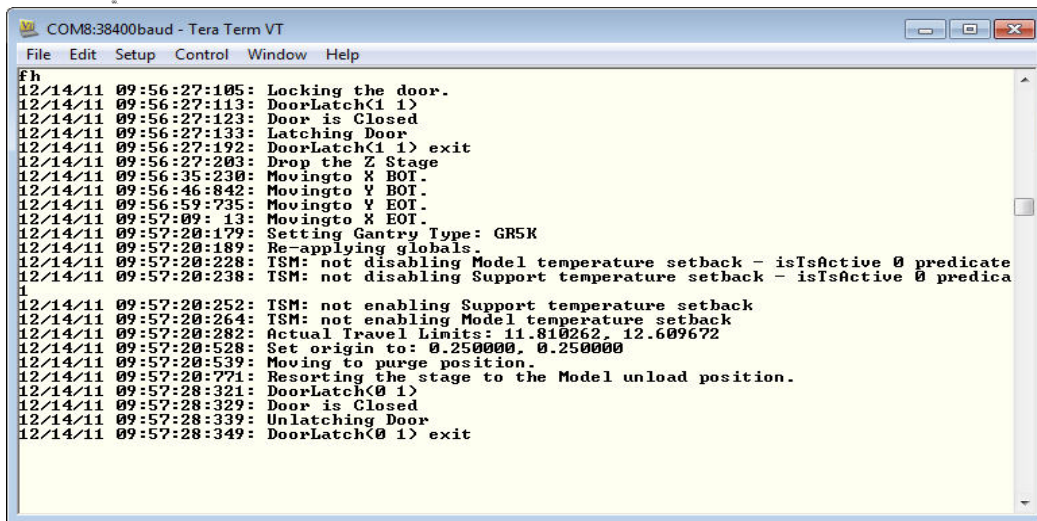 COM8:38400baud - Tera Term VT
File Edit Setup Control Window Help
fh
12/14/11 09:56:27:105: Locking the door.
12/14/11 09:56:27:113: DoorLatch(1 1)
12/14/11 09:56:27:123: Door is Closed
12/14/11 09:56:27:133: Latching Door
12/14/11 09:56:27:192: DoorLatch(1 1) exit
12/14/11 09:56:27:203: Drop the Z Stage
12/14/11 09:56:35:230: Movingto X BOT.
12/14/11 09:56:46:842: Movingto Y BOT.
12/14/11 09:56:59:735: Movingto Y EOT.
12/14/11 09:57:09: 13: Movingto X EOT.
12/14/11 09:57:20:179: Setting Gantry Type: GR5K
12/14/11 09:57:20:189: Re-applying globals.
12/14/11 09:57:20:228: TSM: not disabling Model temperature setback - isTsActive 0 predicate
12/14/11 09:57:20:238: TSM: not disabling Support temperature setback - isTsActive 0 predica
1
12/14/11 09:57:20:252: TSM: not enabling Support temperature setback
12/14/11 09:57:20:264: TSM: not enabling Model temperature setback
12/14/11 09:57:20:282: Actual Travel Limits: 11.810262, 12.609672
12/14/11 09:57:20:528: Set origin to: 0.250000, 0.250000
12/14/11 09:57:20:539: Moving to purge position.
12/14/11 09:57:20:771: Resorting the stage to the Model unload position.
12/14/11 09:57:28:321: DoorLatch(0 1)
12/14/11 09:57:28:329: Door is Closed
12/14/11 09:57:28:339: Unlatching Door
12/14/11 09:57:28:349: DoorLatch(0 1) exit